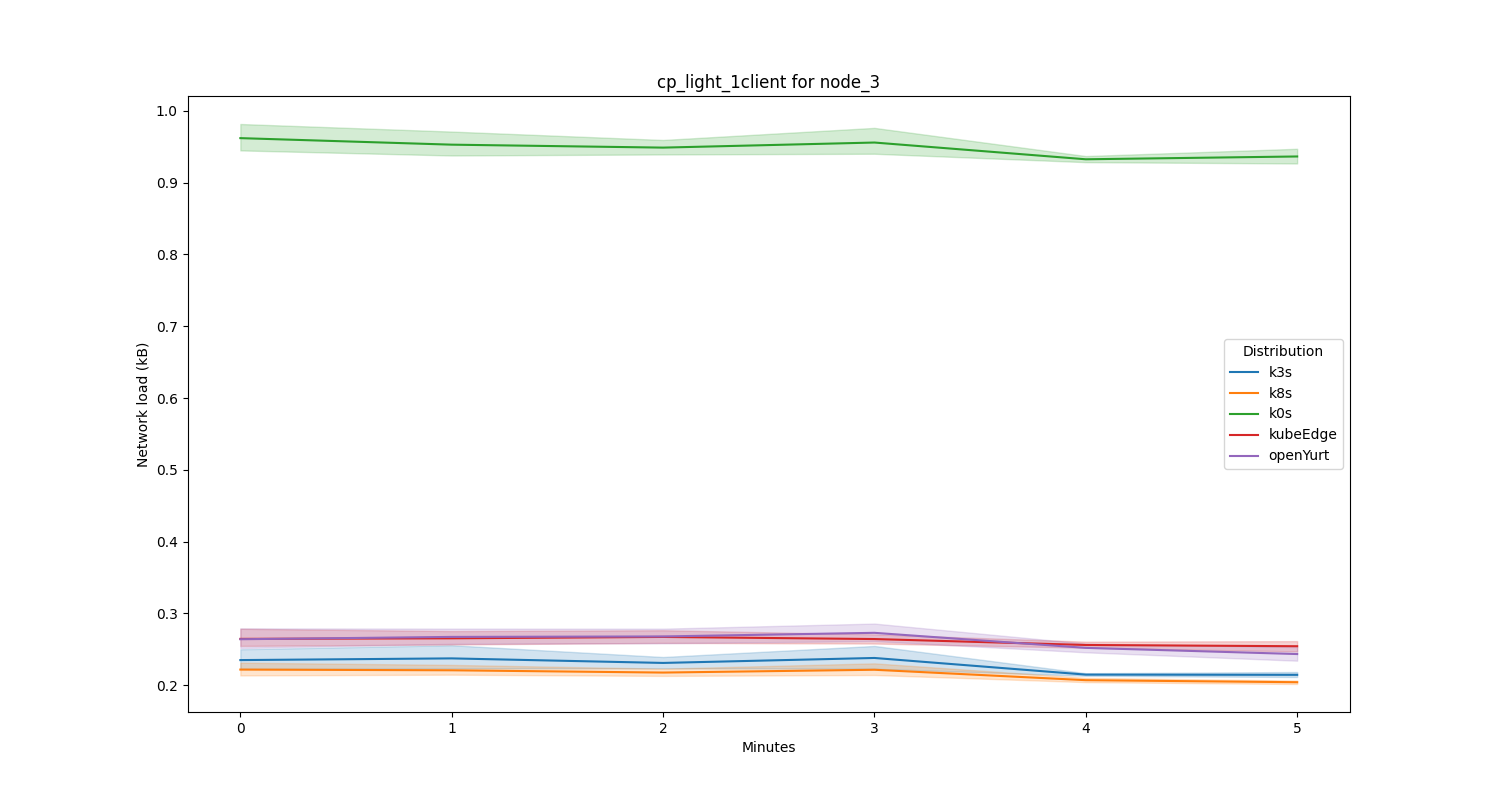 cp_light_1client for node_3
1.0
0.9
0.8
0.7
0.6
0.5
0.4
0.3
0.2
Network load (kB)
Distribution
k3s
k8s
k0s
kubeEdge
openYurt
0 1 2 3 4 5
Minutes